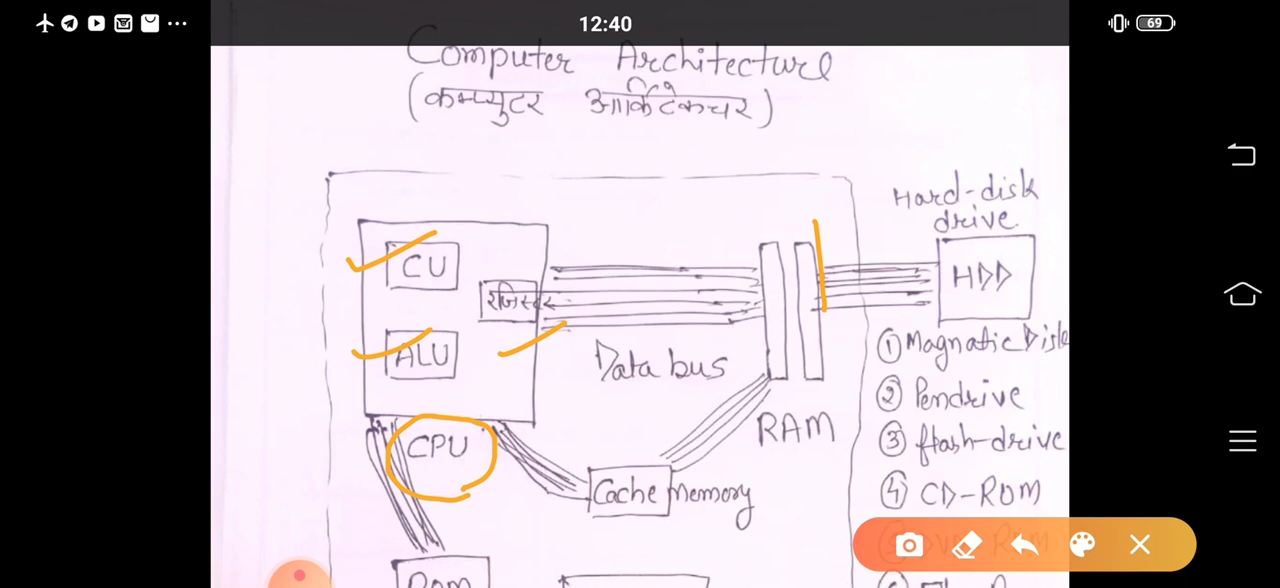 12:40
69
Computer Architecture
(कम्प्युटर आर्किटेक्चर)
Hard-disk
drive
CU
HDD
रजिस्टर
ALU
Data bus
① Magnatic Disk
② Pendrive
RAM
CPU
③ flash-drive
Cache Memory
④ CD-ROM
Rom